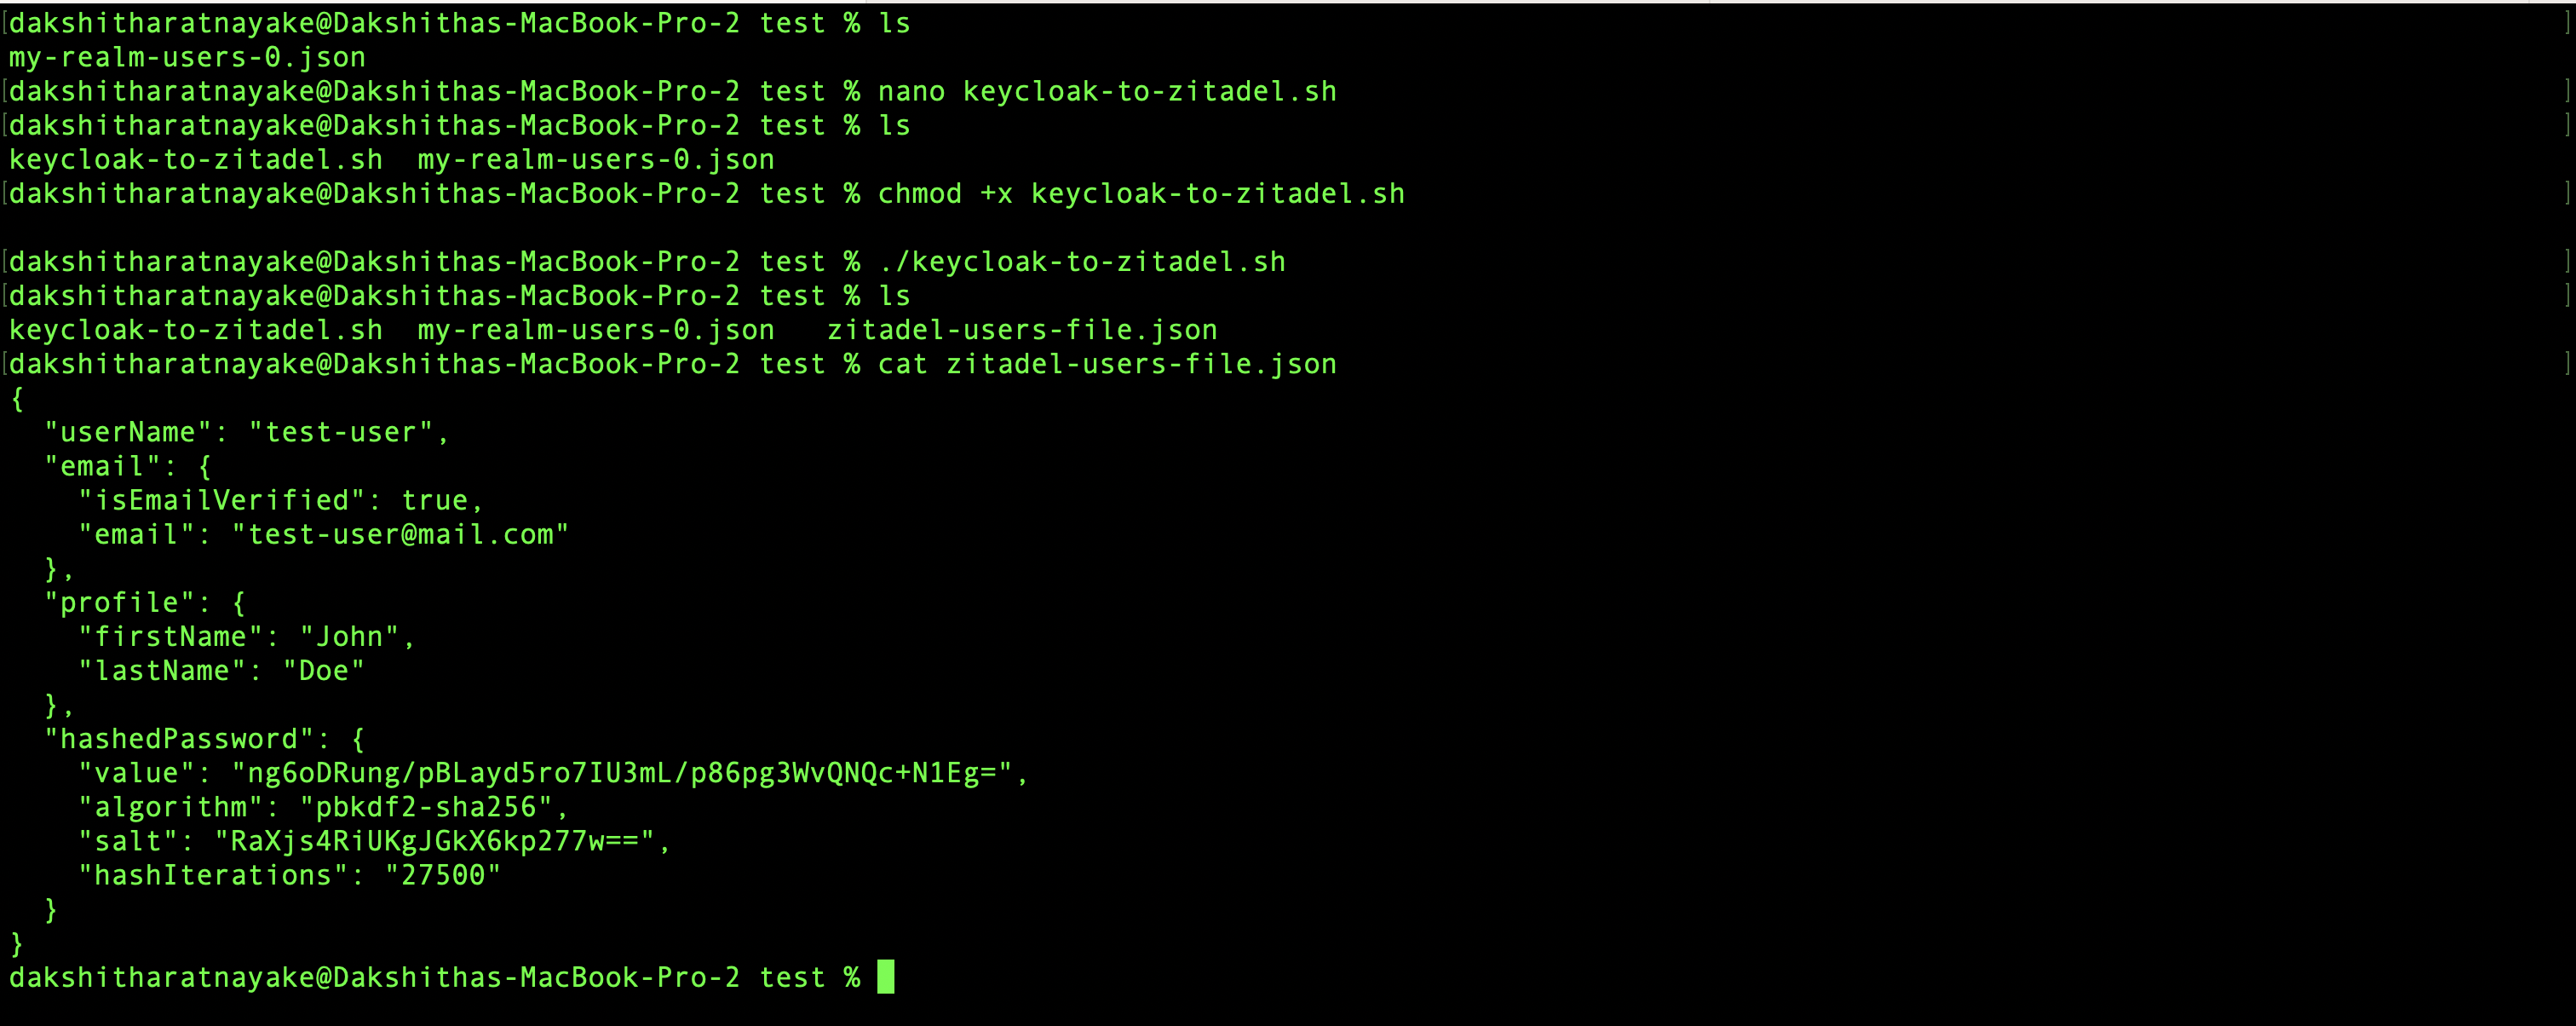 [dakshitharatnayake@Dakshithas-MacBook-Pro-2 test % ls ]
my-realm-users-0.json
[dakshitharatnayake@Dakshithas-MacBook-Pro-2 test % nano keycloak-to-zitadel.sh ]
[dakshitharatnayake@Dakshithas-MacBook-Pro-2 test % ls ]
keycloak-to-zitadel.sh  my-realm-users-0.json
[dakshitharatnayake@Dakshithas-MacBook-Pro-2 test % chmod +x keycloak-to-zitadel.sh ]
[dakshitharatnayake@Dakshithas-MacBook-Pro-2 test % ./keycloak-to-zitadel.sh ]
[dakshitharatnayake@Dakshithas-MacBook-Pro-2 test % ls ]
keycloak-to-zitadel.sh  my-realm-users-0.json   zitadel-users-file.json
[dakshitharatnayake@Dakshithas-MacBook-Pro-2 test % cat zitadel-users-file.json ]
{
  "userName": "test-user",
  "email": {
    "isEmailVerified": true,
    "email": "test-user@mail.com"
  },
  "profile": {
    "firstName": "John",
    "lastName": "Doe"
  },
  "hashedPassword": {
    "value": "ng6oDRung/pBLayd5ro7IU3mL/p86pg3WvQNQc+N1Eg=",
    "algorithm": "pbkdf2-sha256",
    "salt": "RaXjs4RiUKgJGkX6kp277w==",
    "hashIterations": "27500"
  }
}
dakshitharatnayake@Dakshithas-MacBook-Pro-2 test %